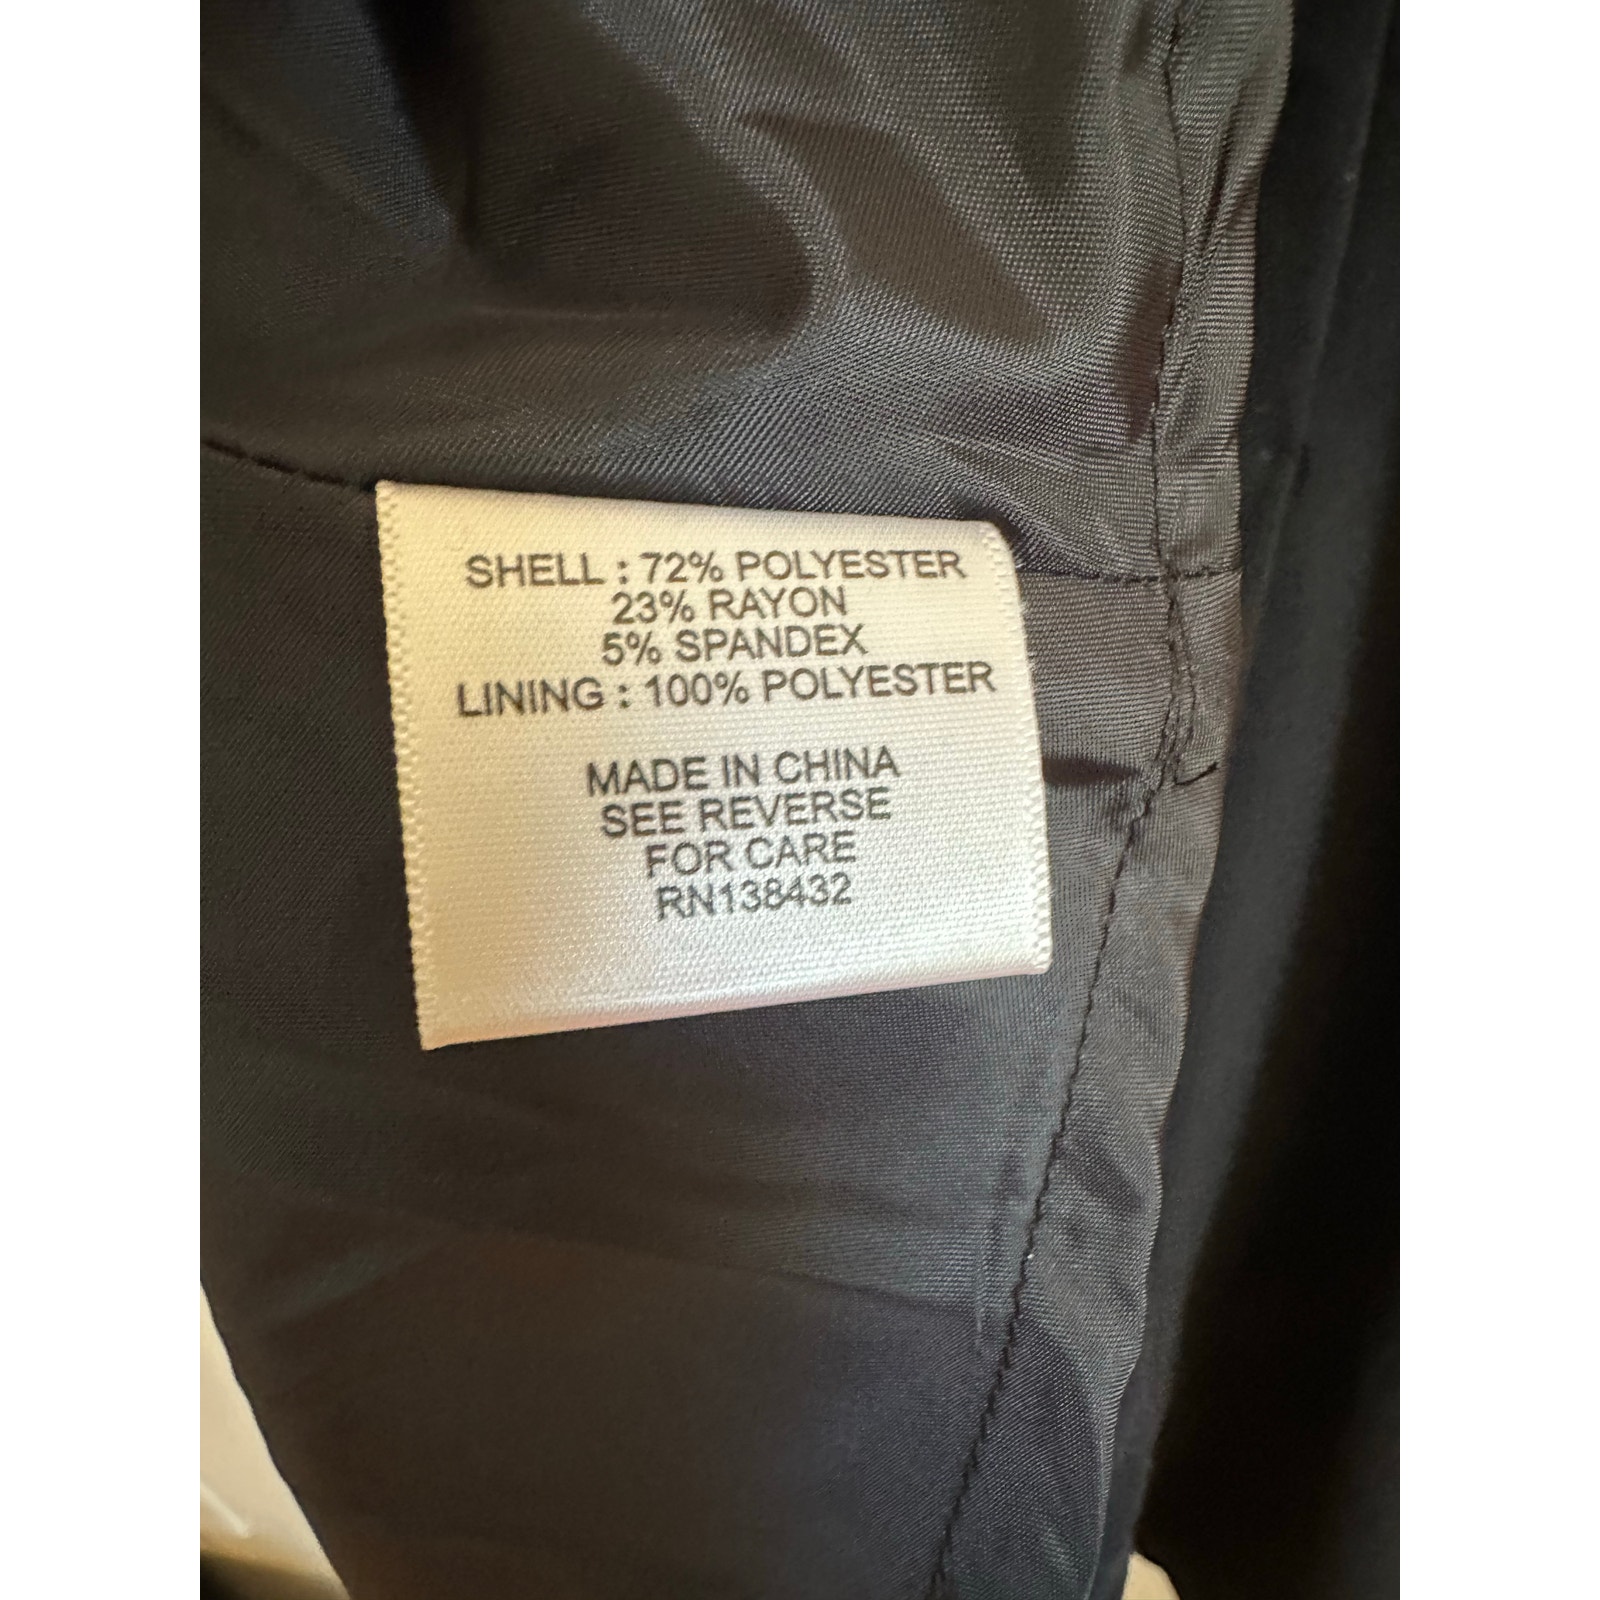 SHELL : 72% POLYESTER
23% RAYON
5% SPANDEX
LINING : 100% POLYESTER
MADE IN CHINA
SEE REVERSE
FOR CARE
RN138432